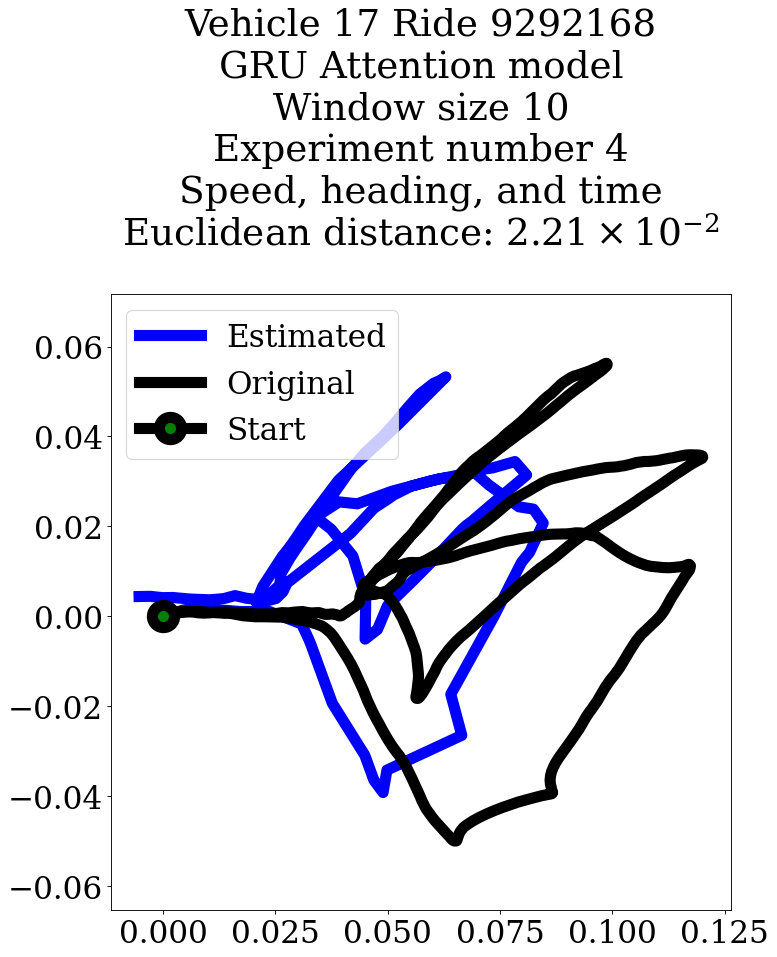 Vehicle 17 Ride 9292168
GRU Attention model
Window size 10
Experiment number 4
Speed, heading, and time
Euclidean distance: 2.21 × 10⁻²
Estimated
Original
Start
0.06
0.04
0.02
0.00
−0.02
−0.04
−0.06
0.000 0.025 0.050 0.075 0.100 0.125